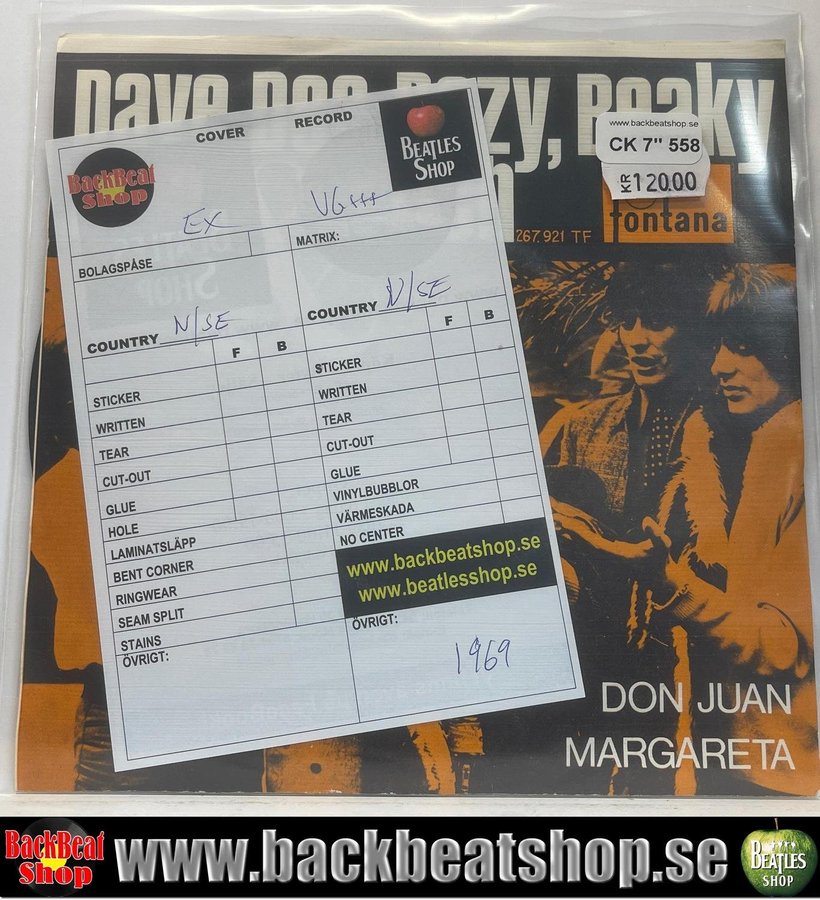 Dave Dee, Dozy, Beaky
www.backbeatshop.se
CK 7" 558
KR 120.00
fontana
267.921 TF
BackBeat
Shop
COVER RECORD
BEATLES
SHOP
EX VG+++
BOLAGSPÅSE MATRIX:
COUNTRY N/SE COUNTRY N/SE
F B F B
STICKER STICKER
WRITTEN WRITTEN
TEAR TEAR
CUT-OUT CUT-OUT
GLUE GLUE
HOLE VINYLBUBBLOR
LAMINATSLÄPP VÄRMESKADA
BENT CORNER NO CENTER
RINGWEAR
SEAM SPLIT
STAINS
www.backbeatshop.se
www.beatlesshop.se
ÖVRIGT: ÖVRIGT:
1969
DON JUAN
MARGARETA
BackBeat
Shop
www.backbeatshop.se
BEATLES
SHOP